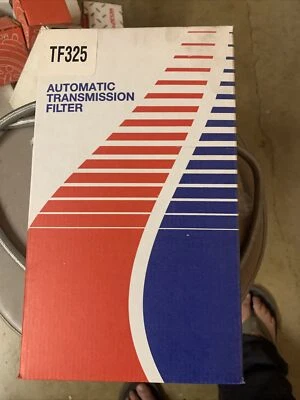 TF325
AUTOMATIC
TRANSMISSION
FILTER